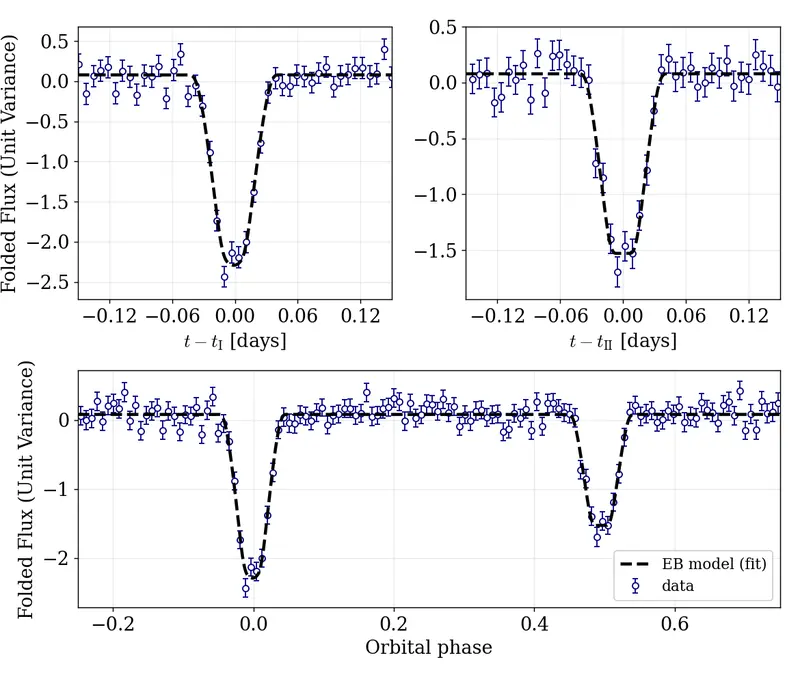 Folded Flux (Unit Variance)
0.5
0.0
−0.5
−1.0
−1.5
−2.0
−2.5
−0.12 −0.06 0.00 0.06 0.12
t − tI [days]
0.5
0.0
−0.5
−1.0
−1.5
−0.12 −0.06 0.00 0.06 0.12
t − tII [days]
Folded Flux (Unit Variance)
0
−1
−2
−0.2 0.0 0.2 0.4 0.6
Orbital phase
EB model (fit)
data